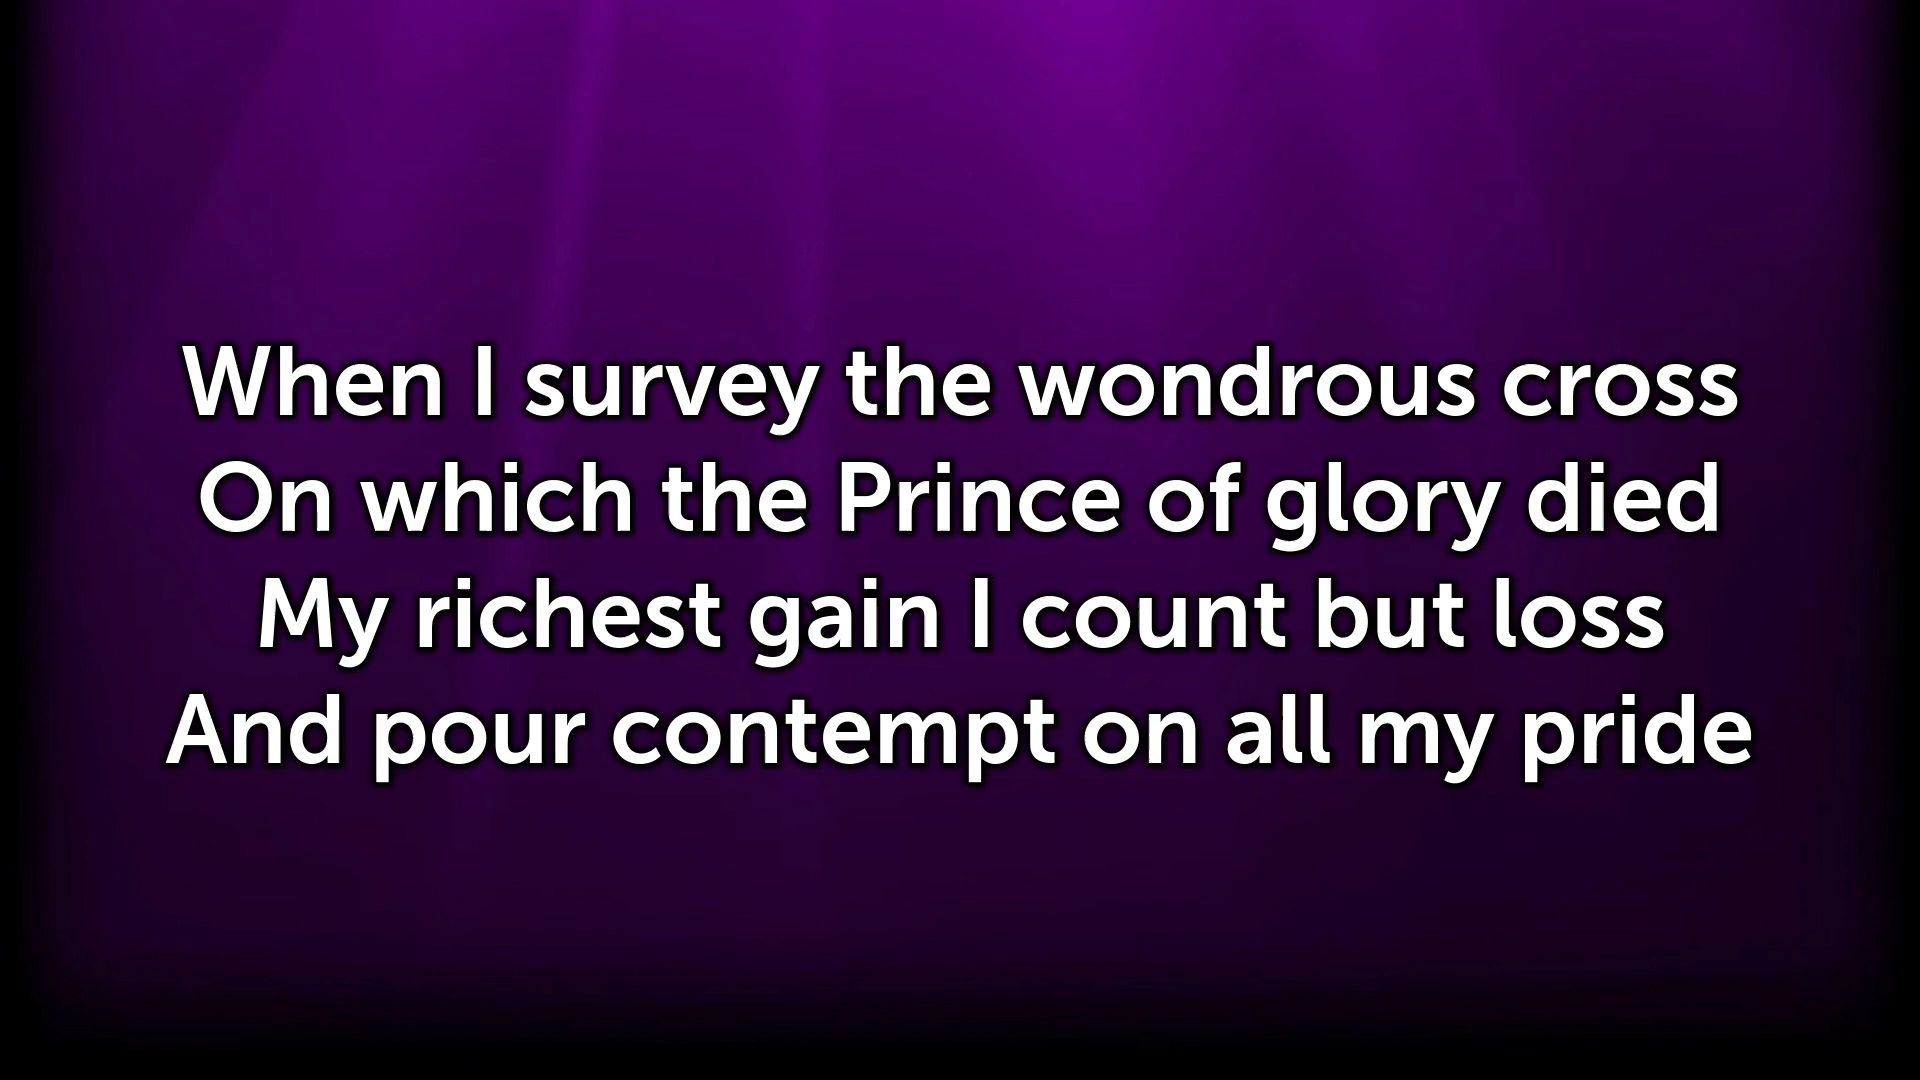 When I survey the wondrous cross
On which the Prince of glory died
My richest gain I count but loss
And pour contempt on all my pride